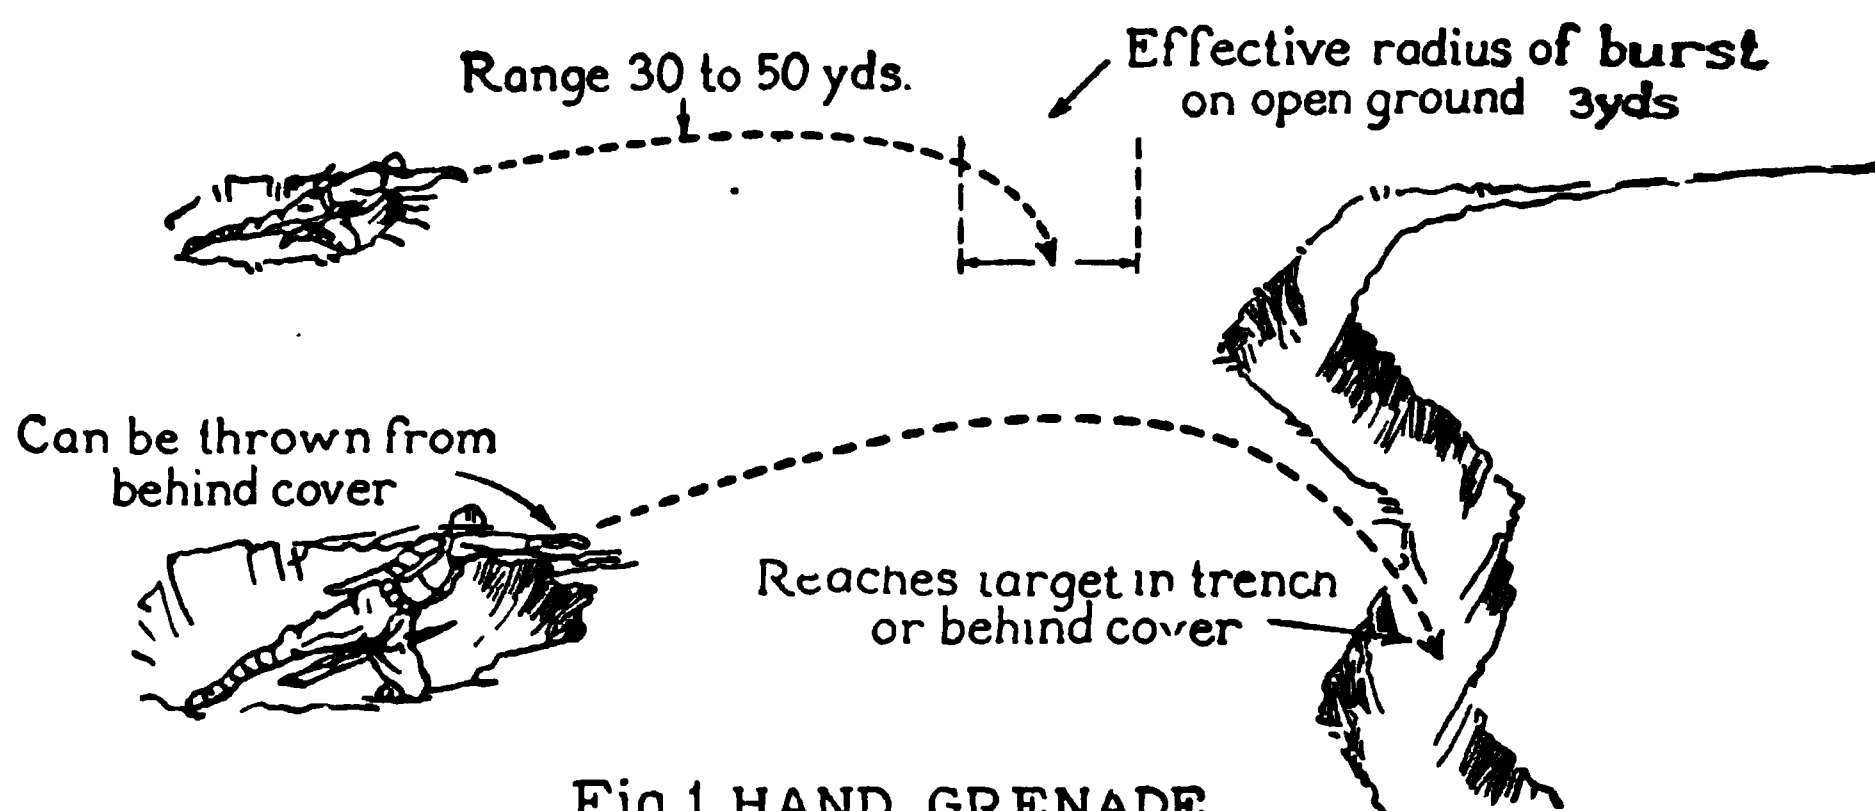 Range 30 to 50 yds.
Effective radius of burst
on open ground 3yds
Can be thrown from
behind cover
Reaches target in trench
or behind cover
Fig. 1 HAND GRENADE